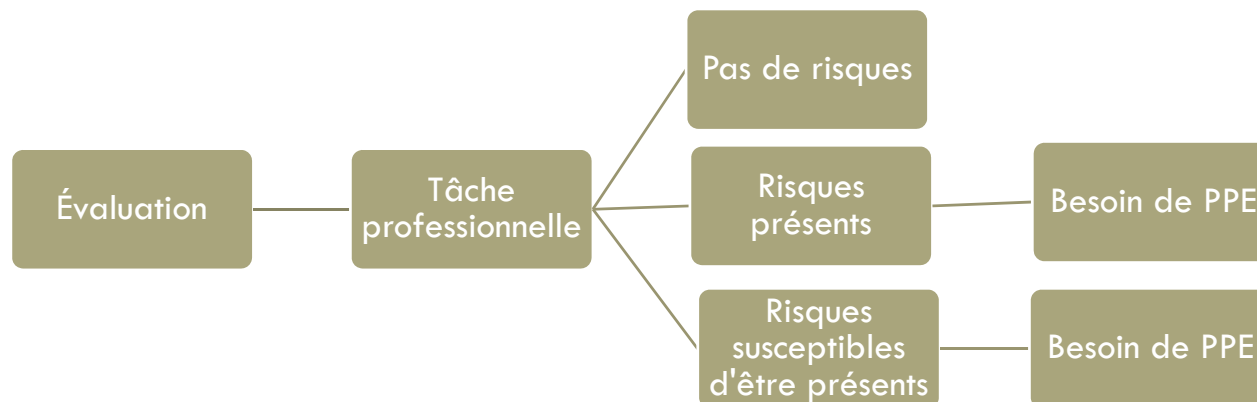 Évaluation
Tâche
professionnelle
Pas de risques
Risques
présents
Besoin de PPE
Risques
susceptibles
d'être présents
Besoin de PPE